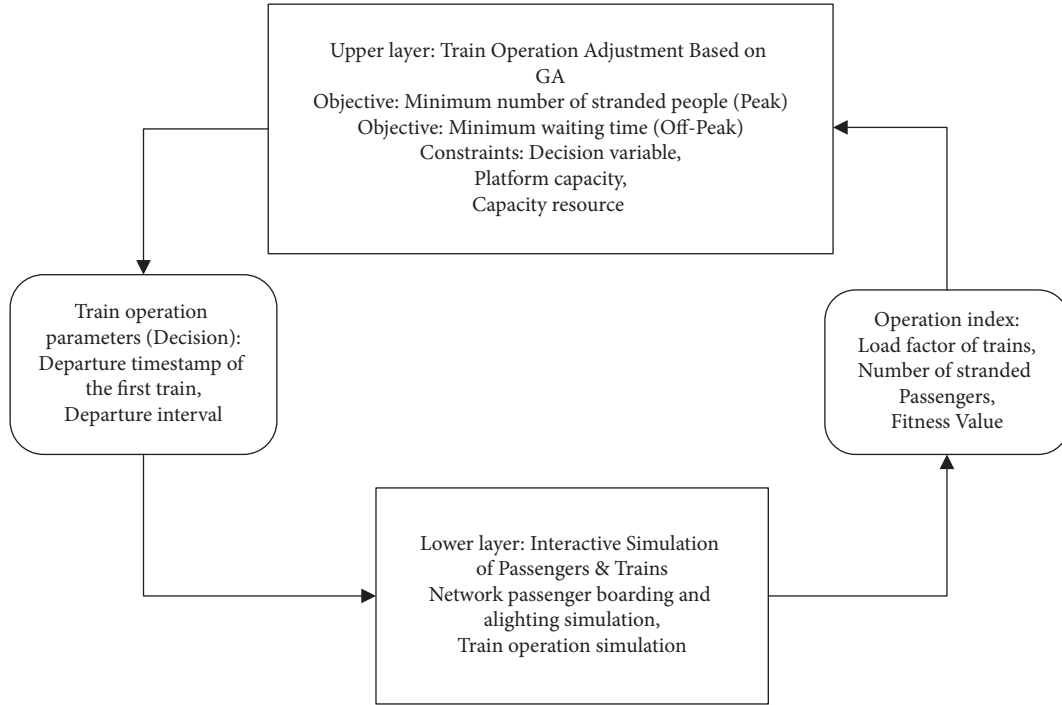 Upper layer: Train Operation Adjustment Based on
GA
Objective: Minimum number of stranded people (Peak)
Objective: Minimum waiting time (Off-Peak)
Constraints: Decision variable,
Platform capacity,
Capacity resource
Train operation
parameters (Decision):
Departure timestamp of
the first train,
Departure interval
Operation index:
Load factor of trains,
Number of stranded
Passengers,
Fitness Value
Lower layer: Interactive Simulation
of Passengers & Trains
Network passenger boarding and
alighting simulation,
Train operation simulation